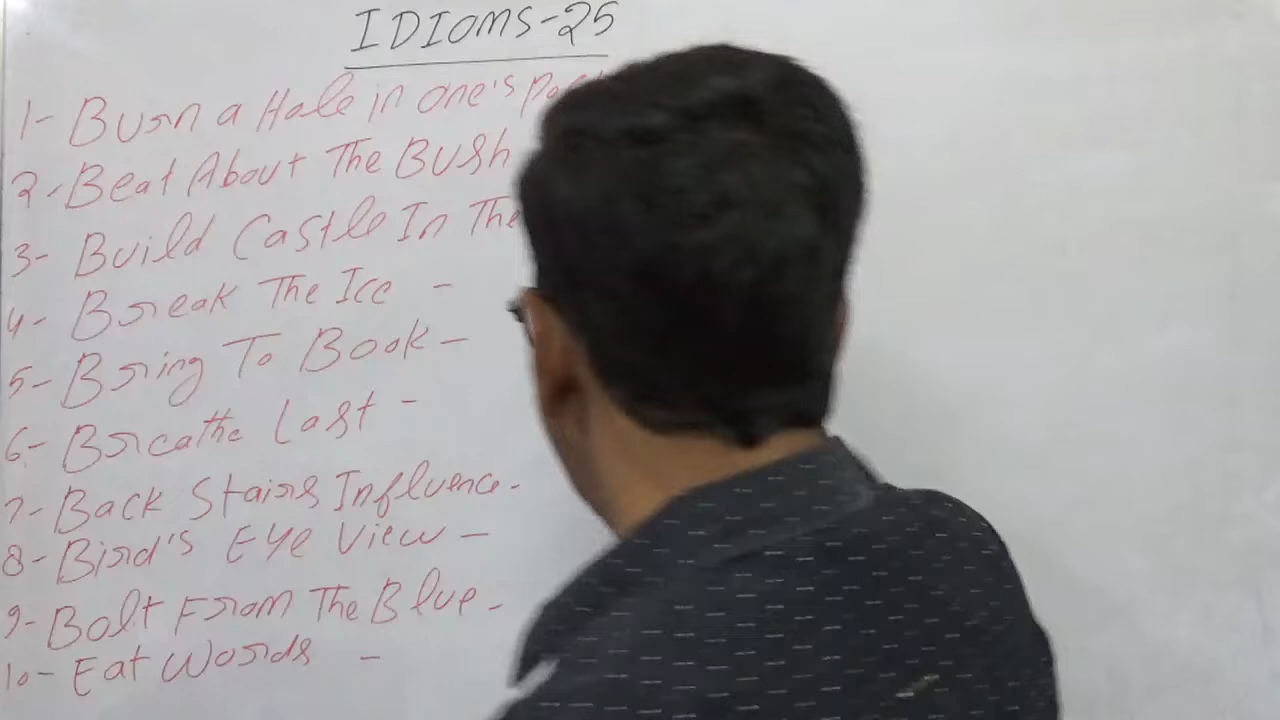 IDIOMS-25
1- Burn a Hole in one's
2- Beat About The Bush
3- Build Castle In The
4- Break The Ice -
5- Bring To Book -
6- Breathe Last -
7- Back Stairs Influence -
8- Bird's Eye View -
9- Bolt From The Blue -
10- Eat Words -